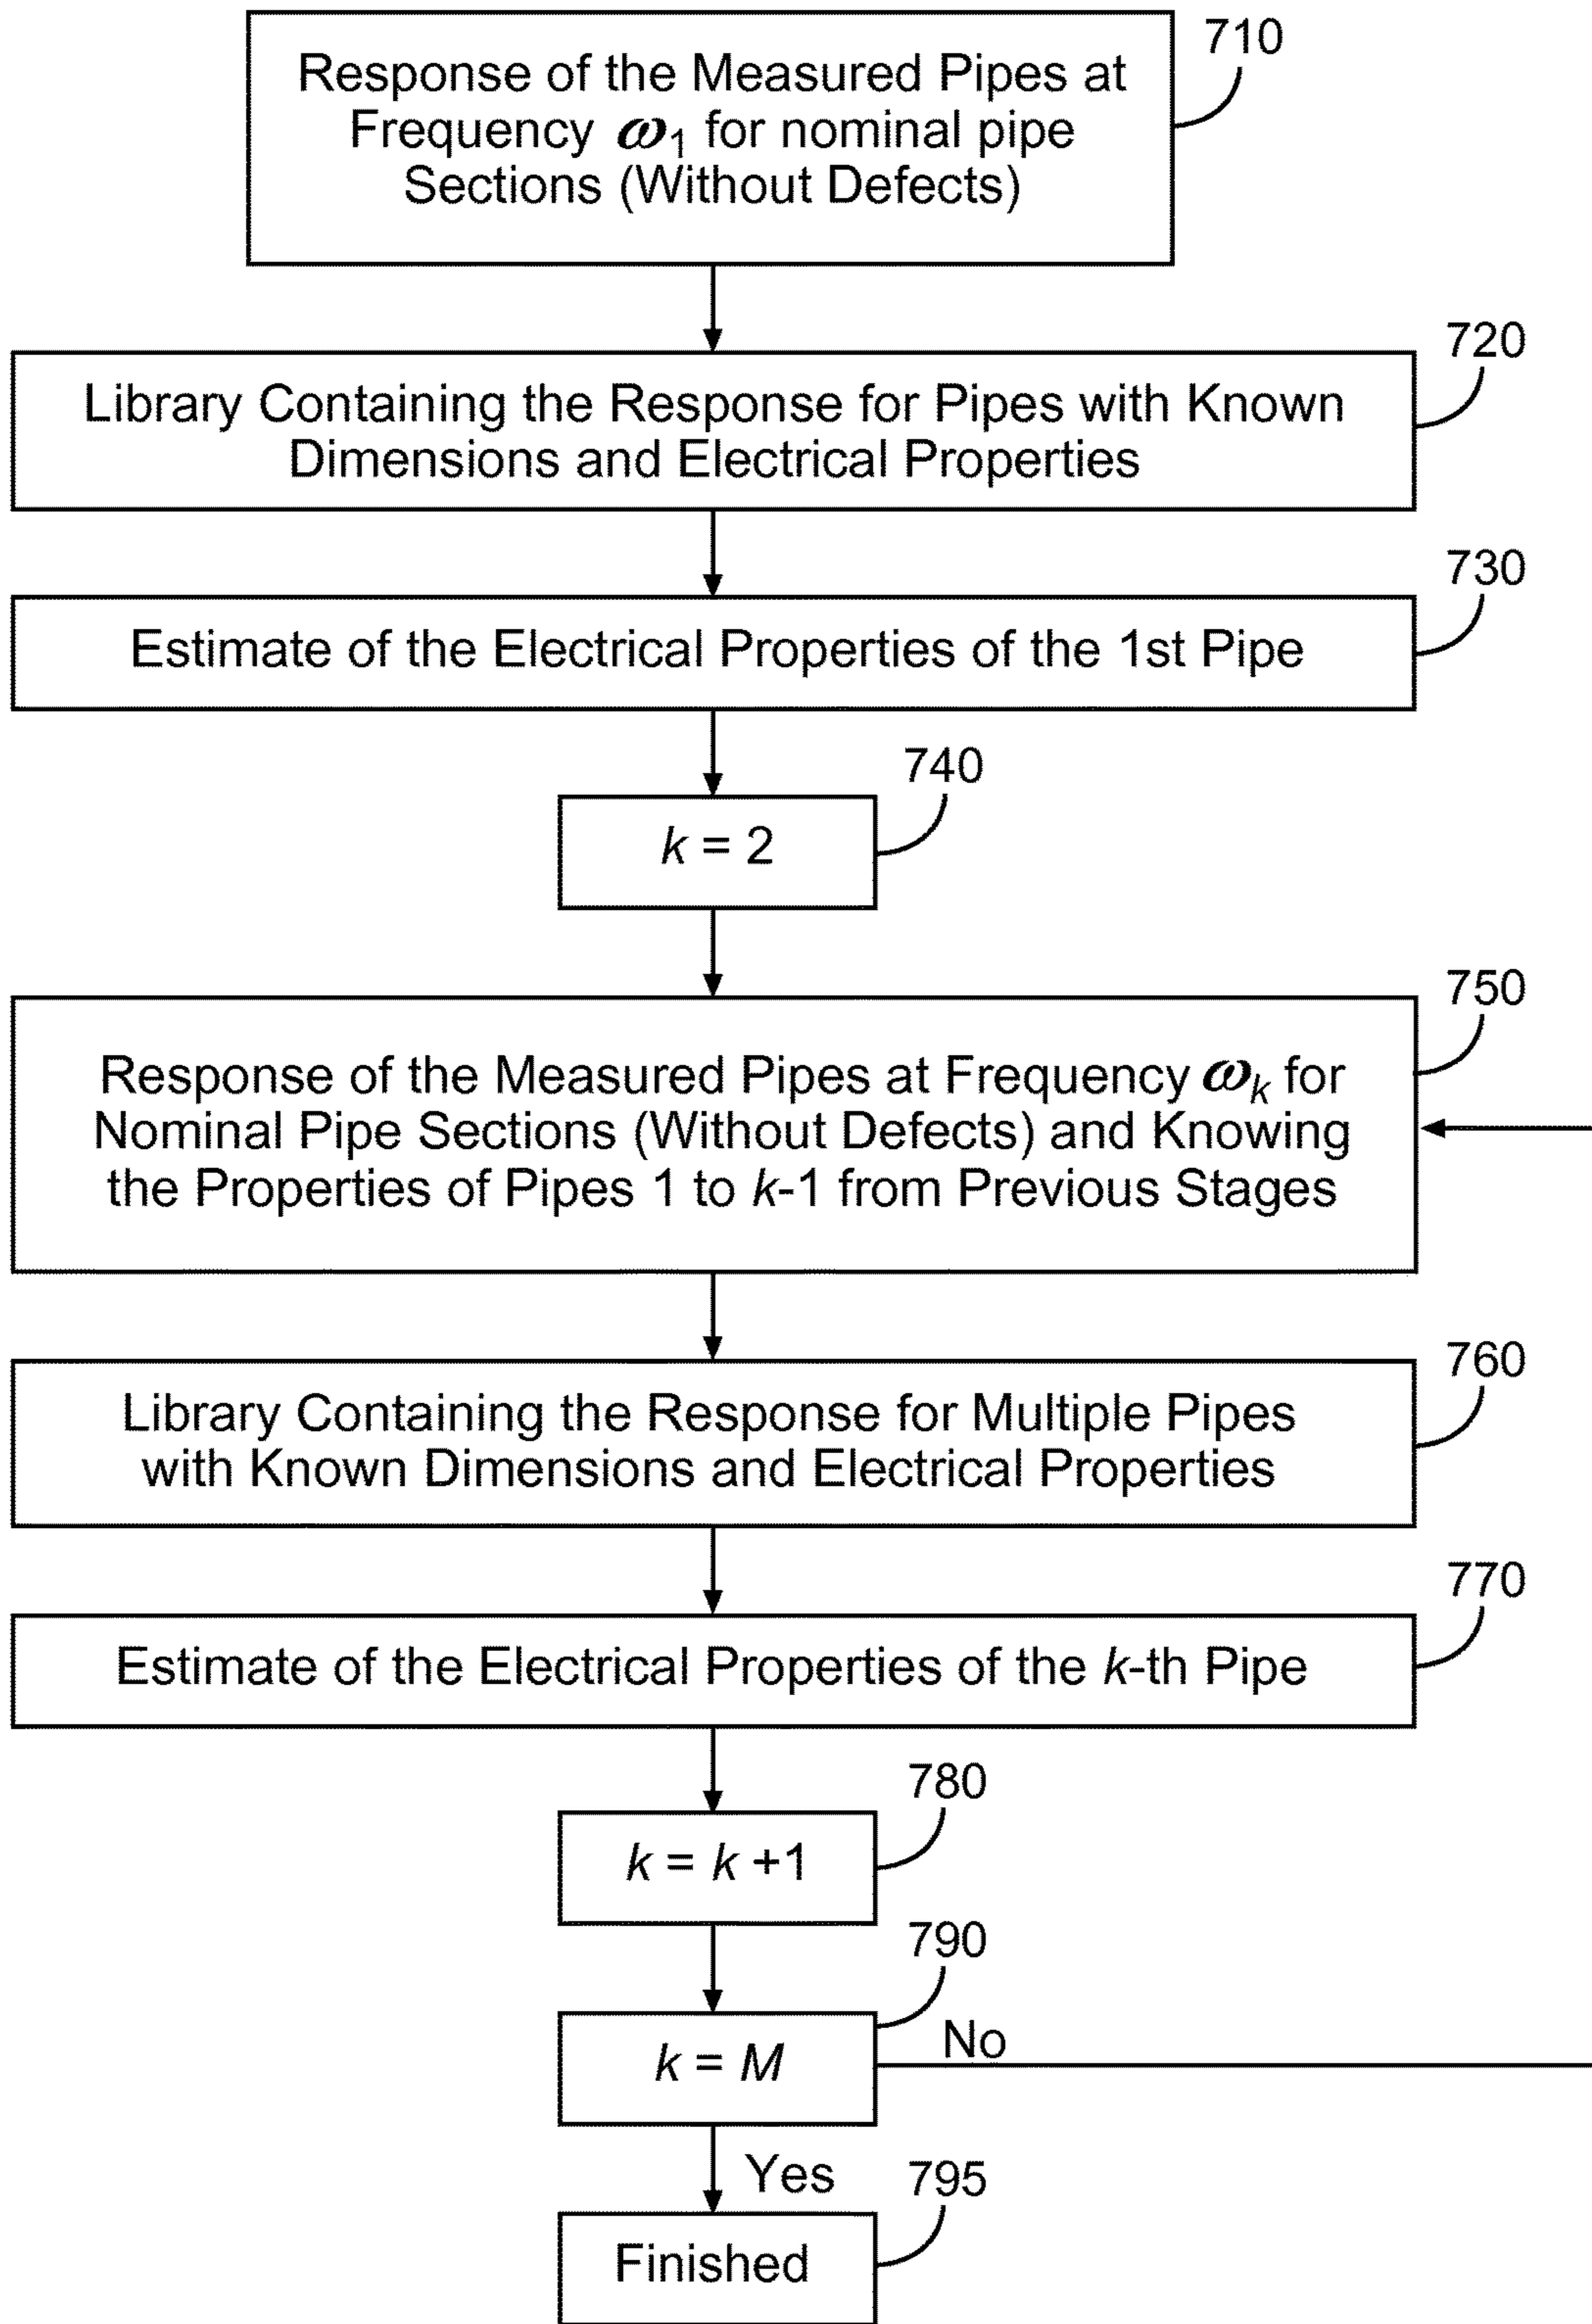 710
Response of the Measured Pipes at
Frequency ω1 for nominal pipe
Sections (Without Defects)
720
Library Containing the Response for Pipes with Known
Dimensions and Electrical Properties
730
Estimate of the Electrical Properties of the 1st Pipe
740
k = 2
750
Response of the Measured Pipes at Frequency ωk for
Nominal Pipe Sections (Without Defects) and Knowing
the Properties of Pipes 1 to k-1 from Previous Stages
760
Library Containing the Response for Multiple Pipes
with Known Dimensions and Electrical Properties
770
Estimate of the Electrical Properties of the k-th Pipe
780
k = k +1
790
k = M
No
Yes
795
Finished